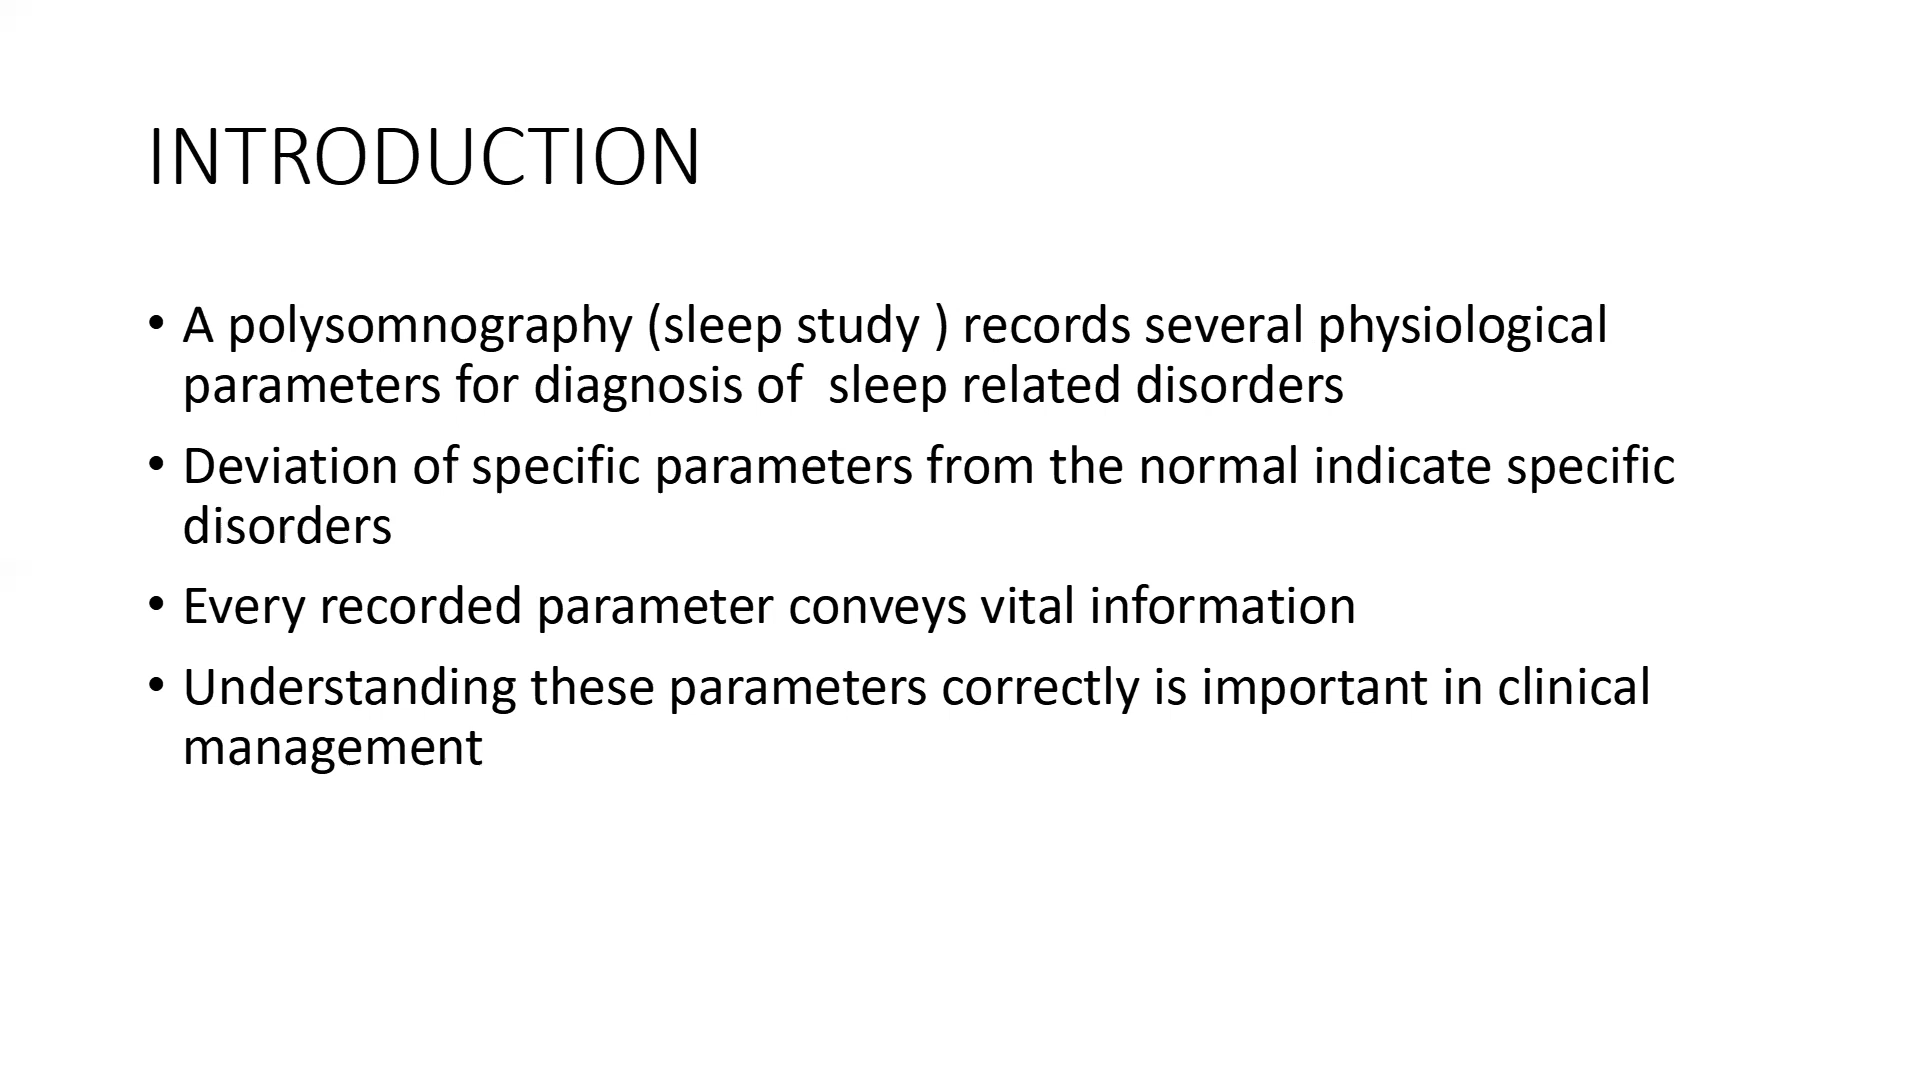 INTRODUCTION
• A polysomnography (sleep study ) records several physiological
parameters for diagnosis of  sleep related disorders
• Deviation of specific parameters from the normal indicate specific
disorders
• Every recorded parameter conveys vital information
• Understanding these parameters correctly is important in clinical
management